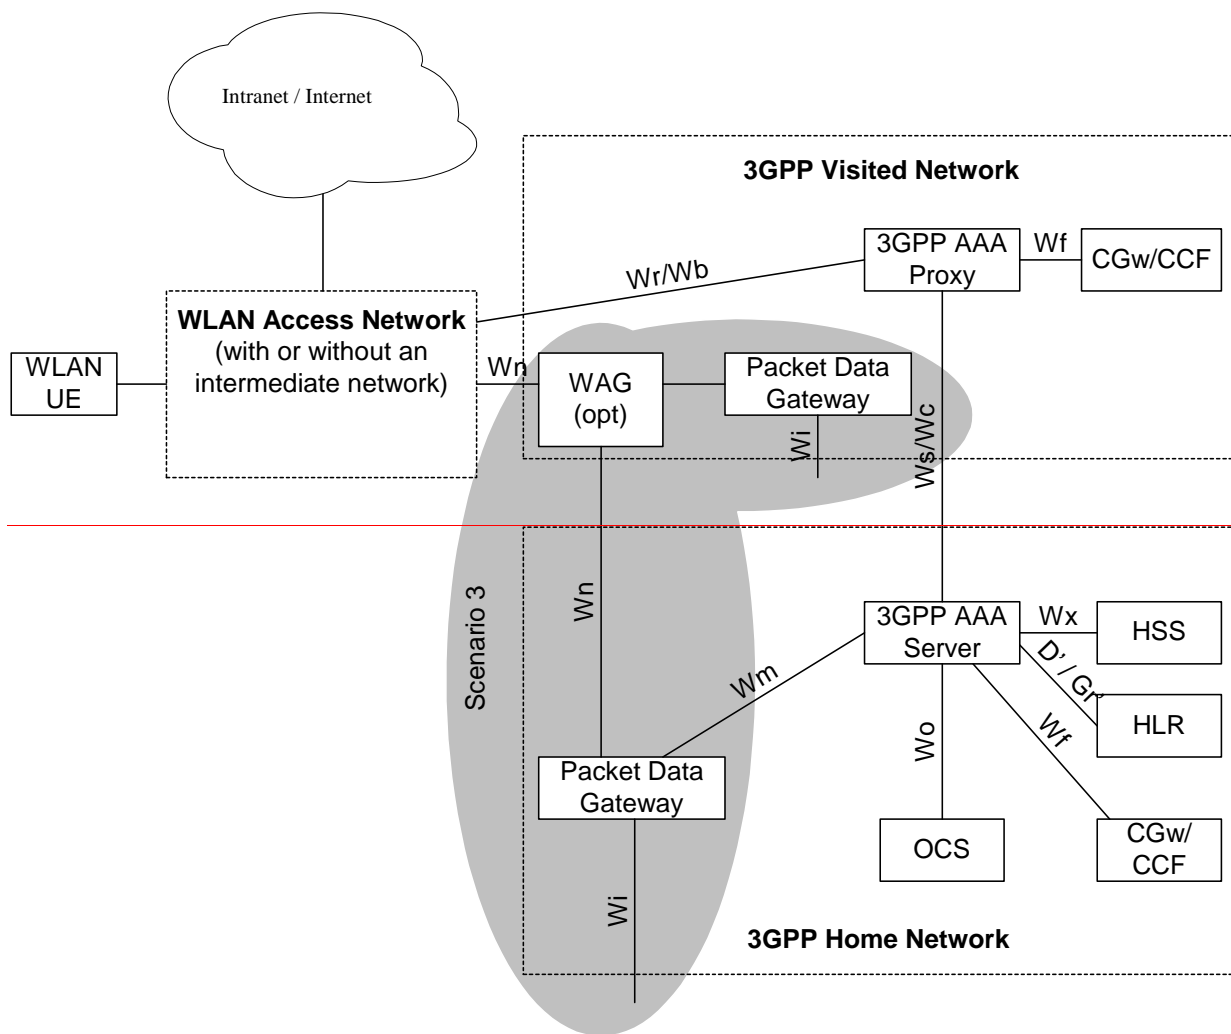 Intranet / Internet
3GPP Visited Network
3GPP AAA
Proxy
Wf
CGw/CCF
Wr/Wb
WLAN Access Network
(with or without an
intermediate network)
WLAN
UE
Wn
WAG
(opt)
Packet Data
Gateway
Wi
Ws/Wc
Scenario 3
Wn
3GPP AAA
Server
Wx
HSS
D' / Gr'
HLR
Wm
Wo
Wf
Packet Data
Gateway
OCS
CGw/
CCF
Wi
3GPP Home Network